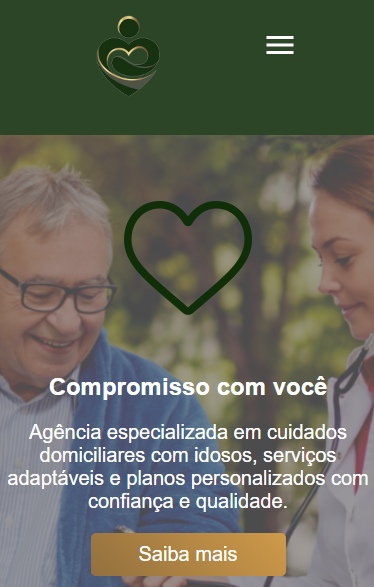 Compromisso com você
Agência especializada em cuidados
domiciliares com idosos, serviços
adaptáveis e planos personalizados com
confiança e qualidade.
Saiba mais